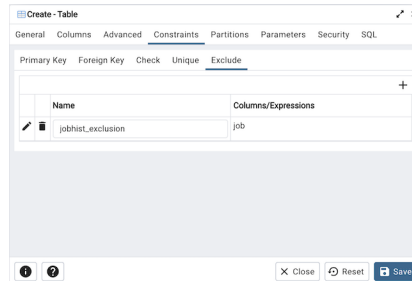 Create - Table
General Columns Advanced Constraints Partitions Parameters Security SQL
Primary Key Foreign Key Check Unique Exclude
Name Columns/Expressions
jobhist_exclusion job
Close Reset Save